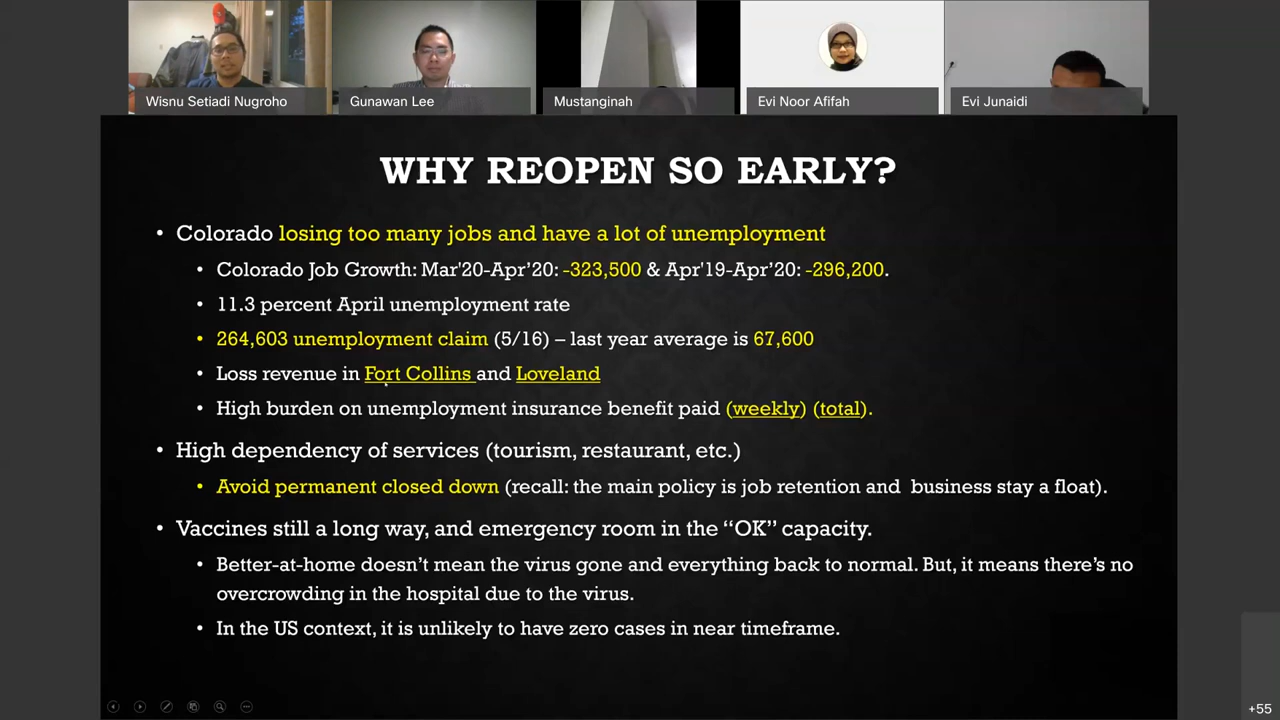 Wisnu Setiadi Nugroho
Gunawan Lee
Mustanginah
Evi Noor Afifah
Evi Junaidi
WHY REOPEN SO EARLY?
• Colorado losing too many jobs and have a lot of unemployment
• Colorado Job Growth: Mar'20-Apr’20: -323,500 & Apr'19-Apr’20: -296,200.
• 11.3 percent April unemployment rate
• 264,603 unemployment claim (5/16) – last year average is 67,600
• Loss revenue in Fort Collins and Loveland
• High burden on unemployment insurance benefit paid (weekly) (total).
• High dependency of services (tourism, restaurant, etc.)
• Avoid permanent closed down (recall: the main policy is job retention and business stay a float).
• Vaccines still a long way, and emergency room in the “OK” capacity.
• Better-at-home doesn’t mean the virus gone and everything back to normal. But, it means there’s no
overcrowding in the hospital due to the virus.
• In the US context, it is unlikely to have zero cases in near timeframe.
+55